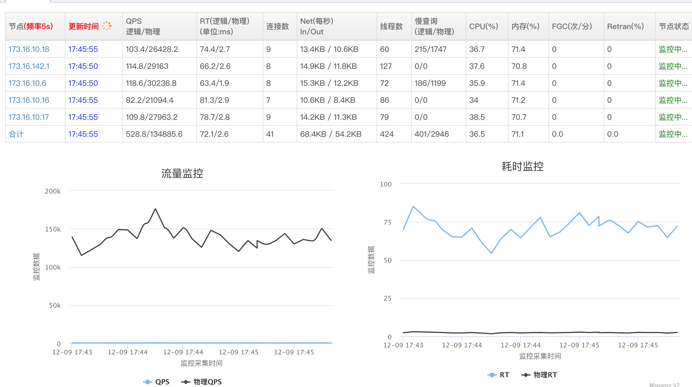 节点(频率5s) 更新时间 QPS 逻辑/物理 RT(逻辑/物理) (单位:ms) 连接数 Net(每秒) In/Out 线程数 慢查询 (逻辑/物理) CPU(%) 内存(%) FGC(次/分) Retran(%) 节点状态
173.16.10.18 17:45:55 103.4/26428.2 74.4/2.7 9 13.4KB / 10.6KB 60 215/1747 36.7 71.4 0 0 监控中...
173.16.142.1 17:45:50 114.8/29163 66.2/2.6 8 14.9KB / 11.8KB 127 0/0 37.6 70.8 0 0 监控中...
173.16.10.6 17:45:50 118.6/30236.8 63.4/1.9 8 15.3KB / 12.2KB 72 186/1199 35.9 71.4 0 0 监控中...
173.16.10.16 17:45:55 82.2/21094.4 81.3/2.9 7 10.6KB / 8.4KB 86 0/0 34 71.2 0 0 监控中...
173.16.10.17 17:45:55 109.8/27963.2 78.7/2.8 9 14.2KB / 11.3KB 79 0/0 38.5 70.7 0 0 监控中...
合计 17:45:55 528.8/134885.6 72.1/2.6 41 68.4KB / 54.2KB 424 401/2946 36.5 71.1 0.0 0.0 监控中...
流量监控
200k
150k
100k
50k
0
监控数据
12-09 17:43 12-09 17:44 12-09 17:44 12-09 17:45 12-09 17:45
监控采集时间
QPS 物理QPS
耗时监控
100
75
50
25
0
监控数据
12-09 17:43 12-09 17:44 12-09 17:44 12-09 17:45 12-09 17:45
监控采集时间
RT 物理RT
Manager V7